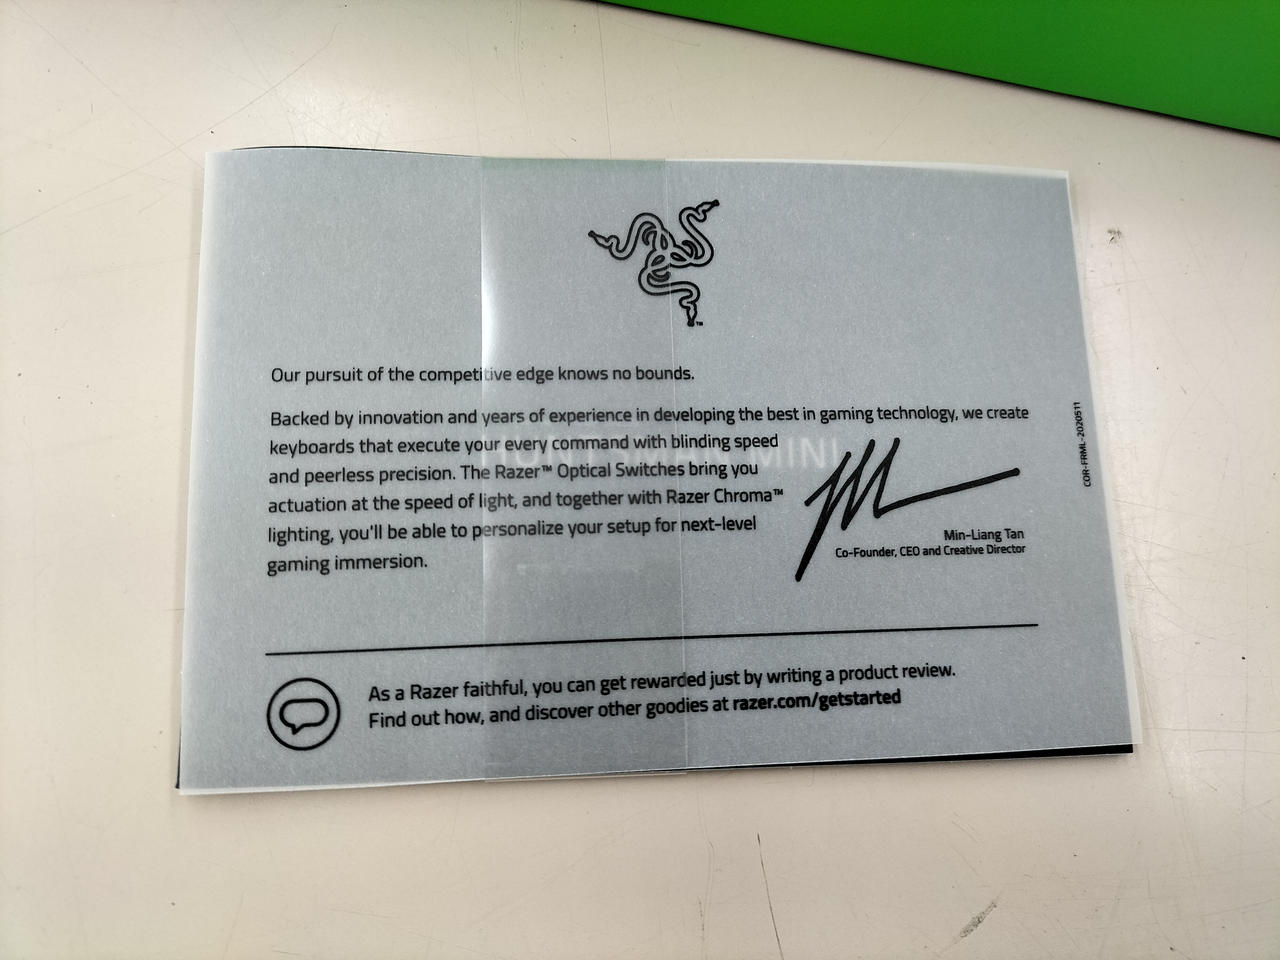 ™
Our pursuit of the competitive edge knows no bounds.
Backed by innovation and years of experience in developing the best in gaming technology, we create
keyboards that execute your every command with blinding speed
and peerless precision. The Razer™ Optical Switches bring you
actuation at the speed of light, and together with Razer Chroma™
lighting, you'll be able to personalize your setup for next-level
gaming immersion.
MINI
Min-Liang Tan
Co-Founder, CEO and Creative Director
COR-FRML-2020511
As a Razer faithful, you can get rewarded just by writing a product review.
Find out how, and discover other goodies at razer.com/getstarted